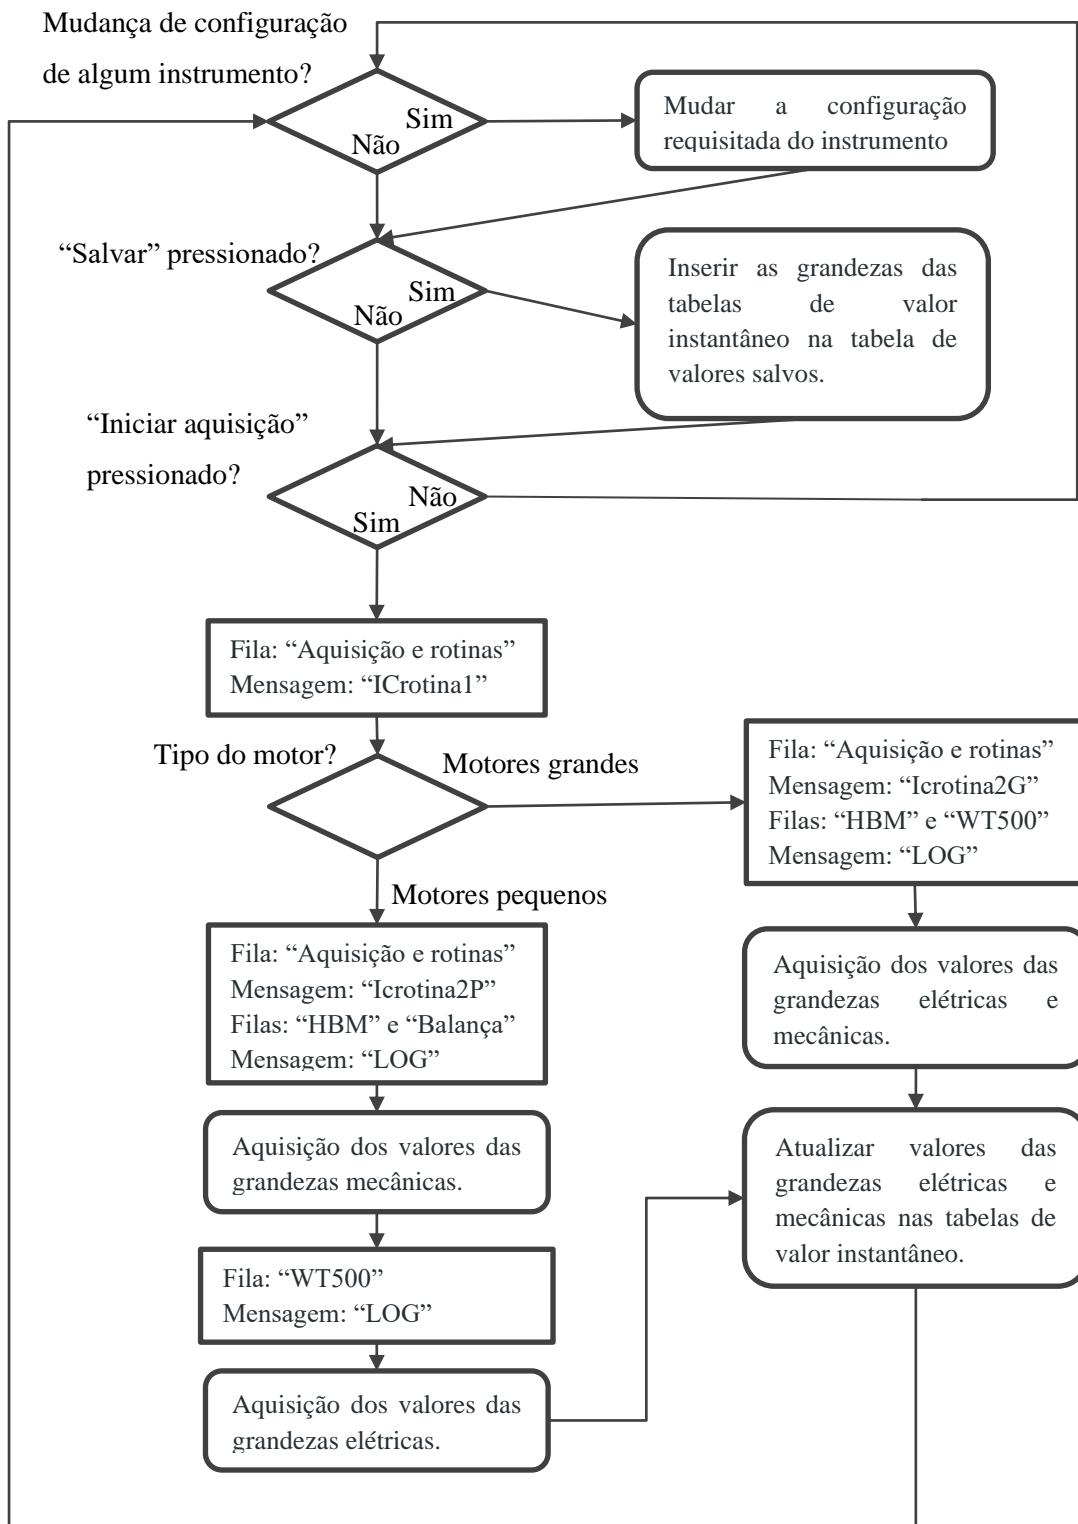 Mudança de configuração
de algum instrumento?
Sim
Não
Mudar a configuração
requisitada do instrumento
“Salvar” pressionado?
Sim
Não
Inserir as grandezas das
tabelas de valor
instantâneo na tabela de
valores salvos.
“Iniciar aquisição”
pressionado?
Não
Sim
Fila: “Aquisição e rotinas”
Mensagem: “ICrotina1”
Tipo do motor?
Motores grandes
Fila: “Aquisição e rotinas”
Mensagem: “Icrotina2G”
Filas: “HBM” e “WT500”
Mensagem: “LOG”
Motores pequenos
Fila: “Aquisição e rotinas”
Mensagem: “Icrotina2P”
Filas: “HBM” e “Balança”
Mensagem: “LOG”
Aquisição dos valores das
grandezas elétricas e
mecânicas.
Aquisição dos valores das
grandezas mecânicas.
Atualizar valores das
grandezas elétricas e
mecânicas nas tabelas de
valor instantâneo.
Fila: “WT500”
Mensagem: “LOG”
Aquisição dos valores das
grandezas elétricas.